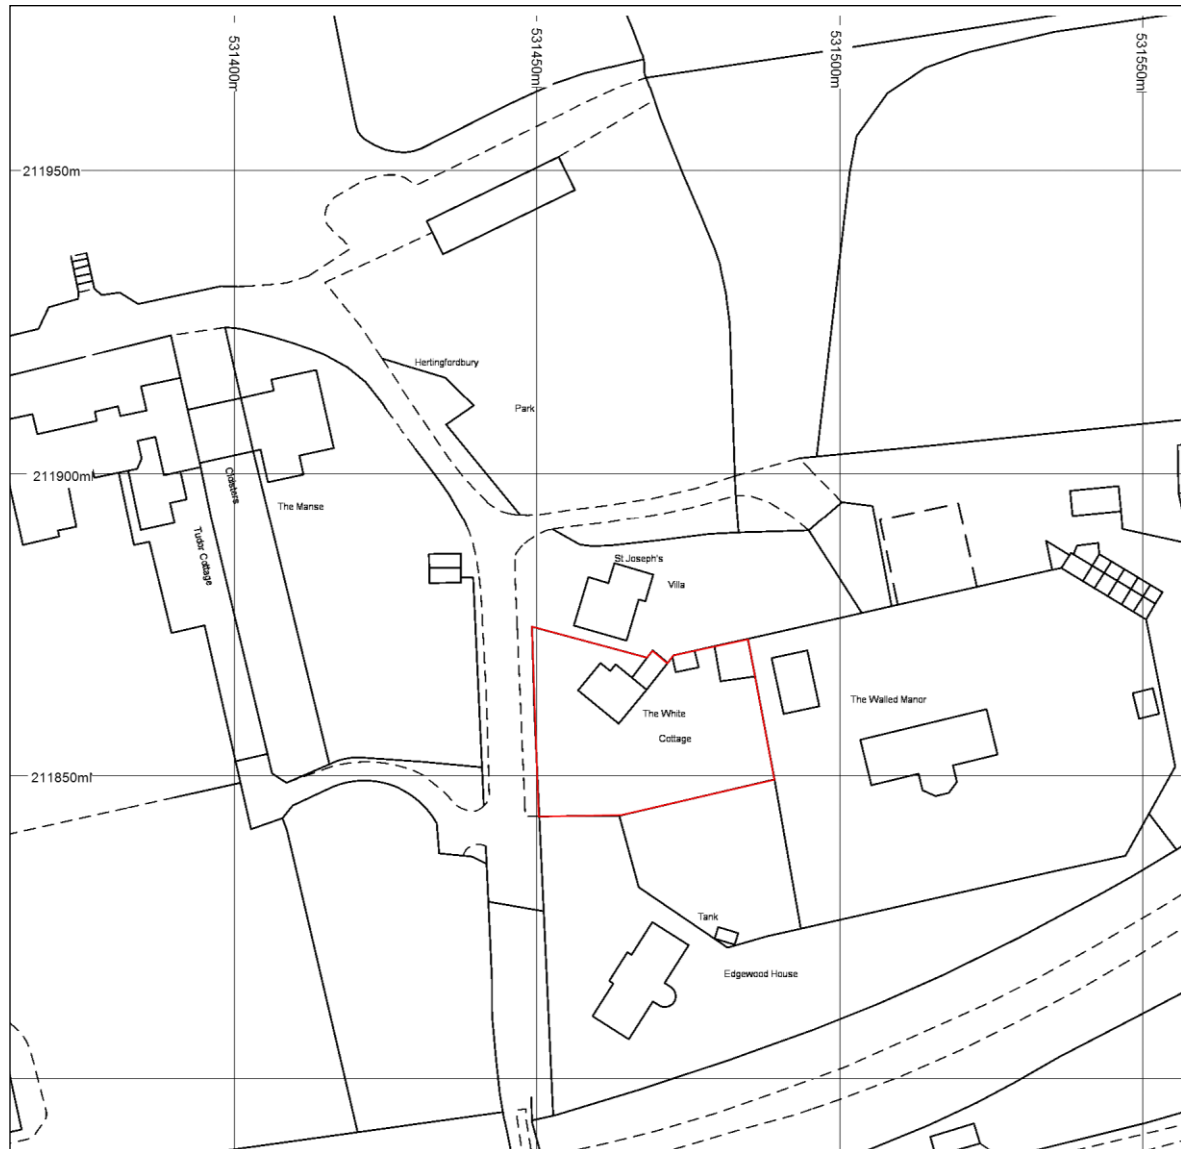 531400m
531450m
531500m
531550m
211950m
Hertingfordbury
Park
211900m
Cloisters
The Manse
Tudor Cottage
St Joseph's
Villa
The White
Cottage
The Walled Manor
211850m
Tank
Edgewood House